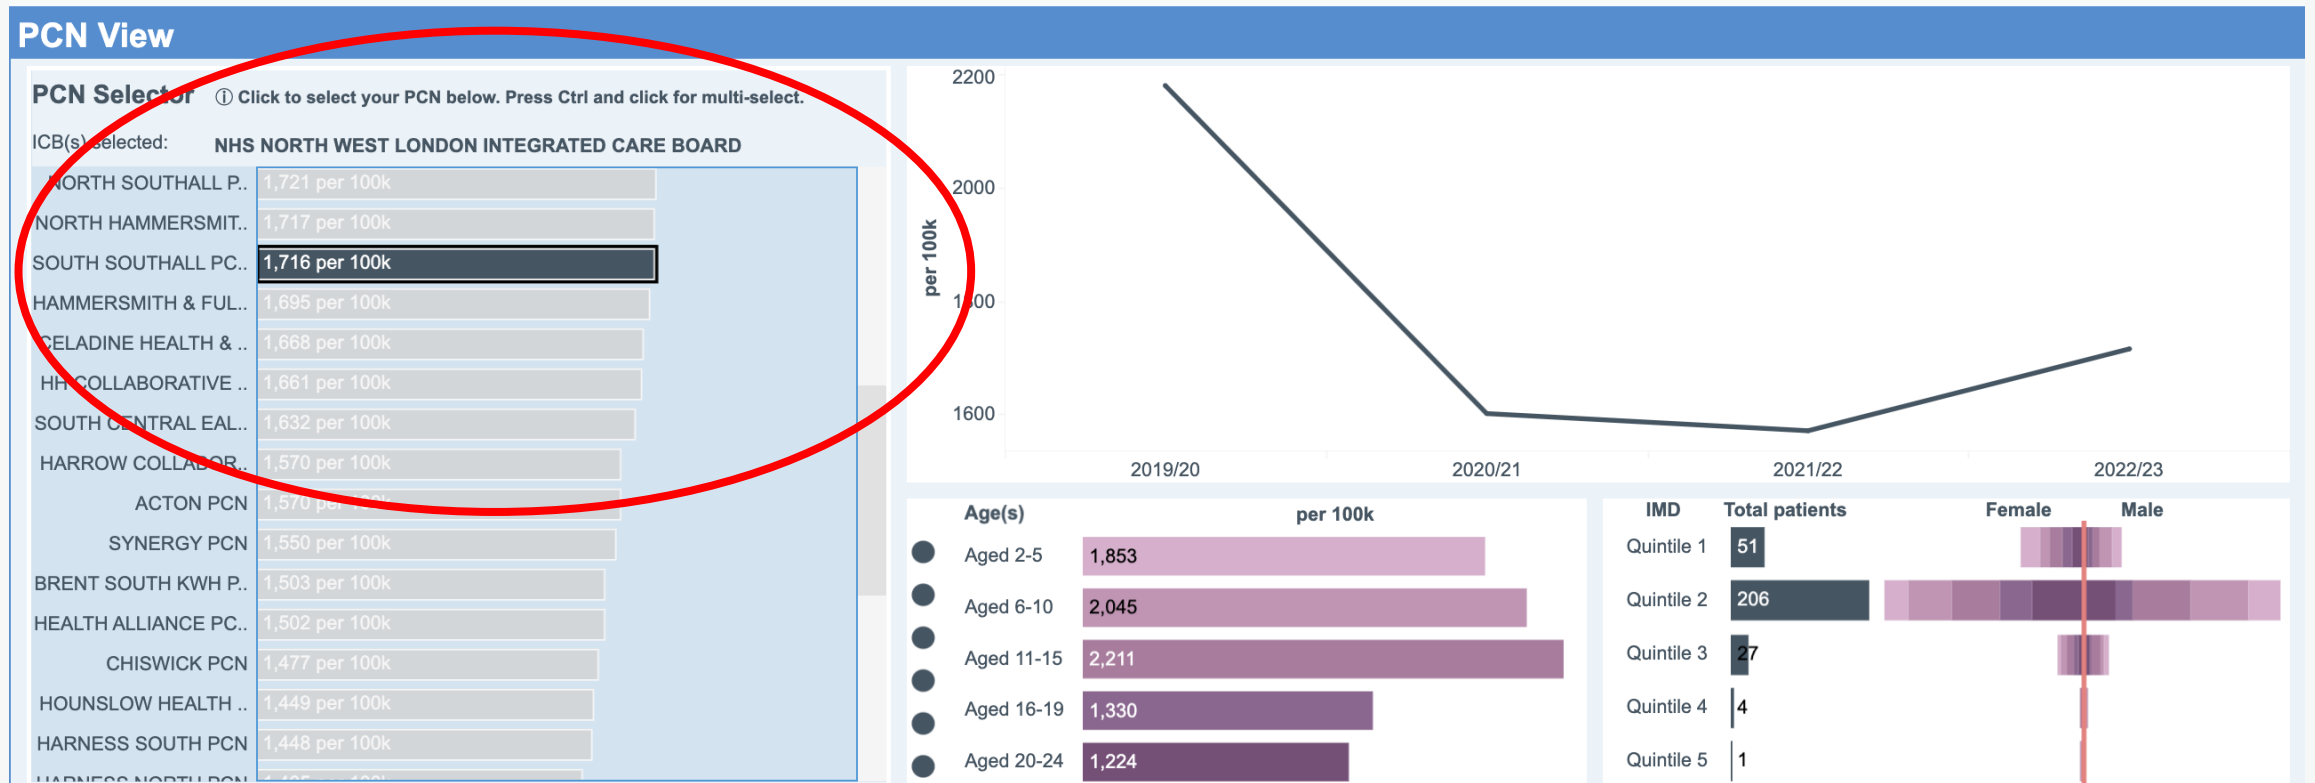 PCN View
PCN Selector ⓘ Click to select your PCN below. Press Ctrl and click for multi-select.
ICB(s) selected: NHS NORTH WEST LONDON INTEGRATED CARE BOARD
NORTH SOUTHALL P.. 1,721 per 100k
NORTH HAMMERSMIT.. 1,717 per 100k
SOUTH SOUTHALL PC.. 1,716 per 100k
HAMMERSMITH & FUL.. 1,695 per 100k
CELADINE HEALTH & .. 1,668 per 100k
HH COLLABORATIVE .. 1,661 per 100k
SOUTH CENTRAL EAL.. 1,632 per 100k
HARROW COLLABOR.. 1,570 per 100k
ACTON PCN 1,570 per 100k
SYNERGY PCN 1,550 per 100k
BRENT SOUTH KWH P.. 1,503 per 100k
HEALTH ALLIANCE PC.. 1,502 per 100k
CHISWICK PCN 1,477 per 100k
HOUNSLOW HEALTH .. 1,449 per 100k
HARNESS SOUTH PCN 1,448 per 100k
HARNESS NORTH PCN
per 100k
2200
2000
1800
1600
2019/20 2020/21 2021/22 2022/23
Age(s) per 100k
Aged 2-5 1,853
Aged 6-10 2,045
Aged 11-15 2,211
Aged 16-19 1,330
Aged 20-24 1,224
IMD Total patients Female Male
Quintile 1 51
Quintile 2 206
Quintile 3 27
Quintile 4 4
Quintile 5 1